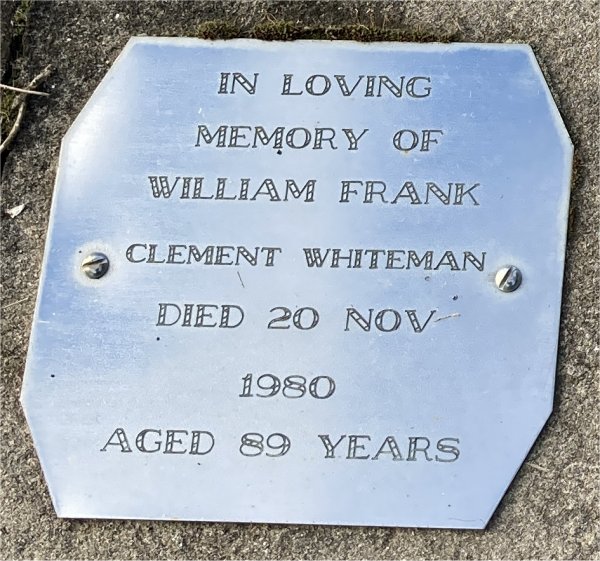 IN LOVING
MEMORY OF
WILLIAM FRANK
CLEMENT WHITEMAN
DIED 20 NOV
1980
AGED 89 YEARS